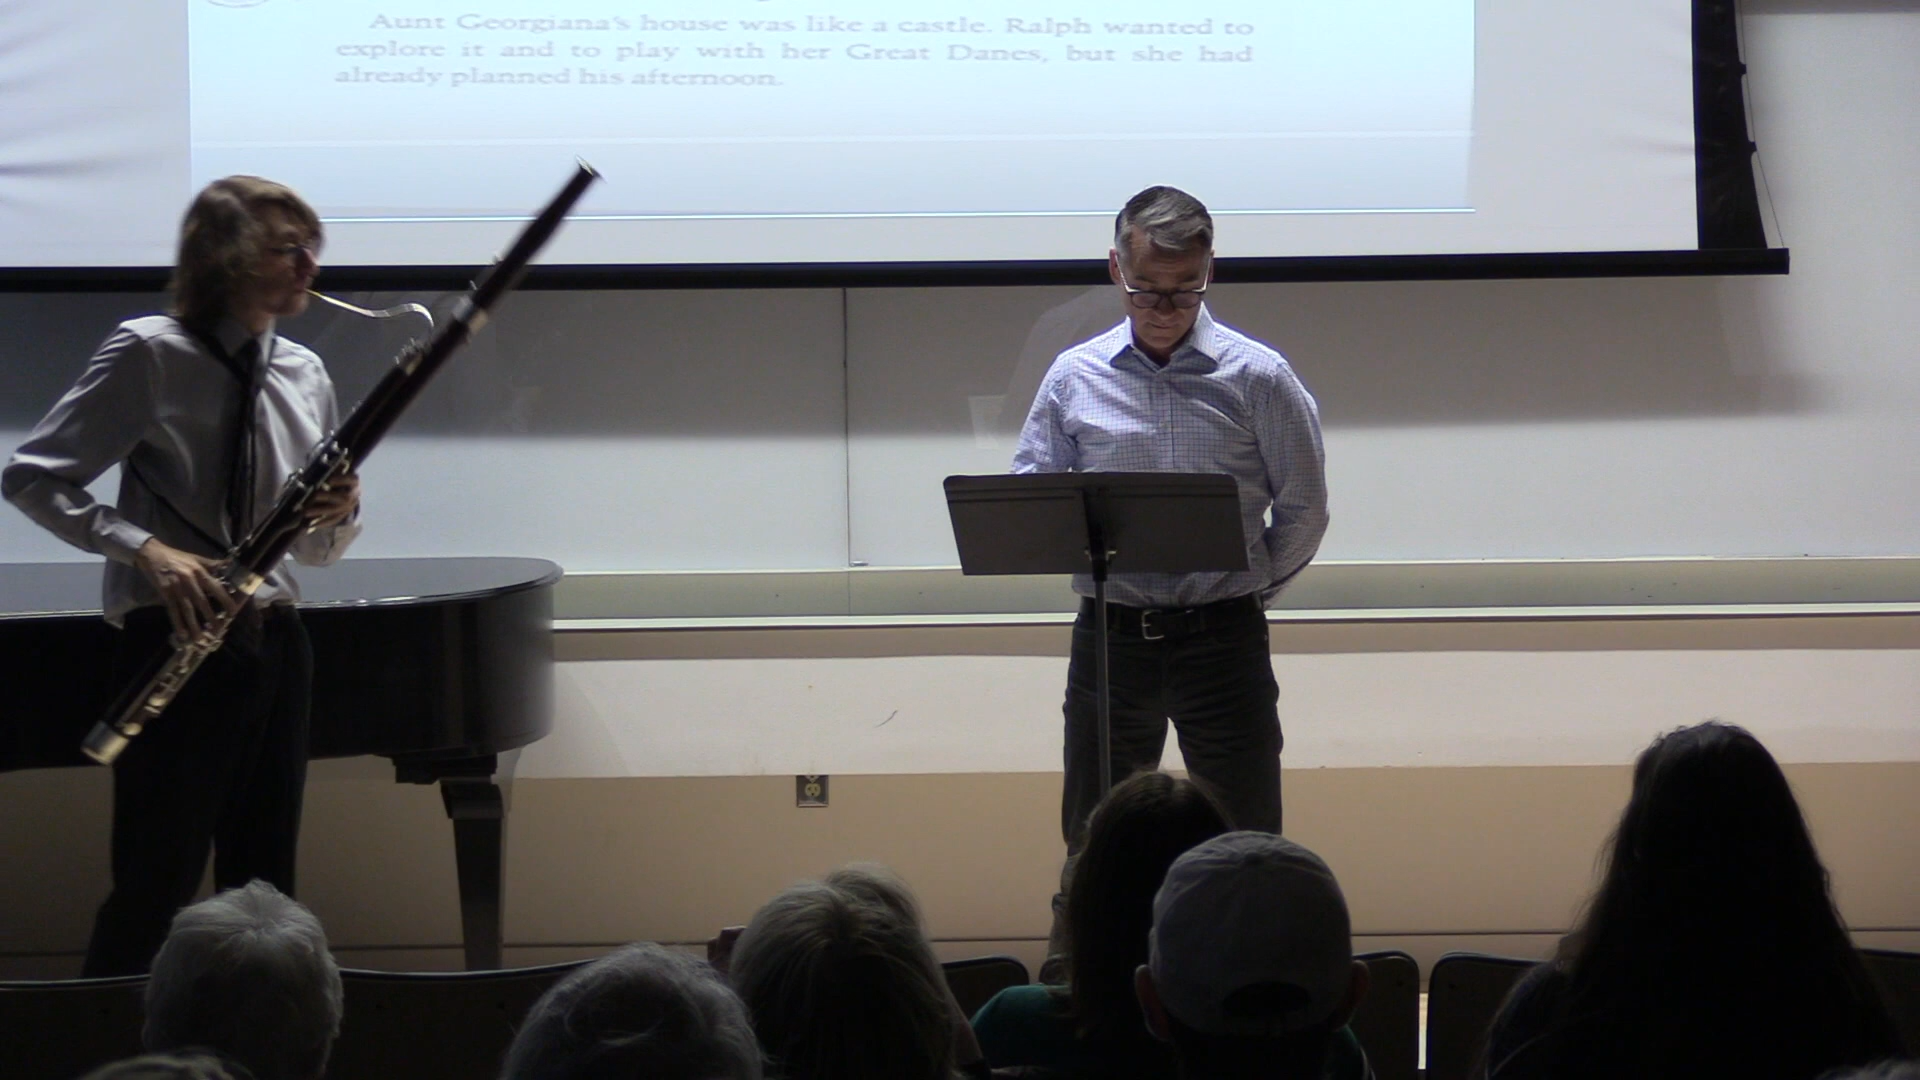 Aunt Georgiana's house was like a castle. Ralph wanted to
explore it and to play with her Great Danes, but she had
already planned his afternoon.